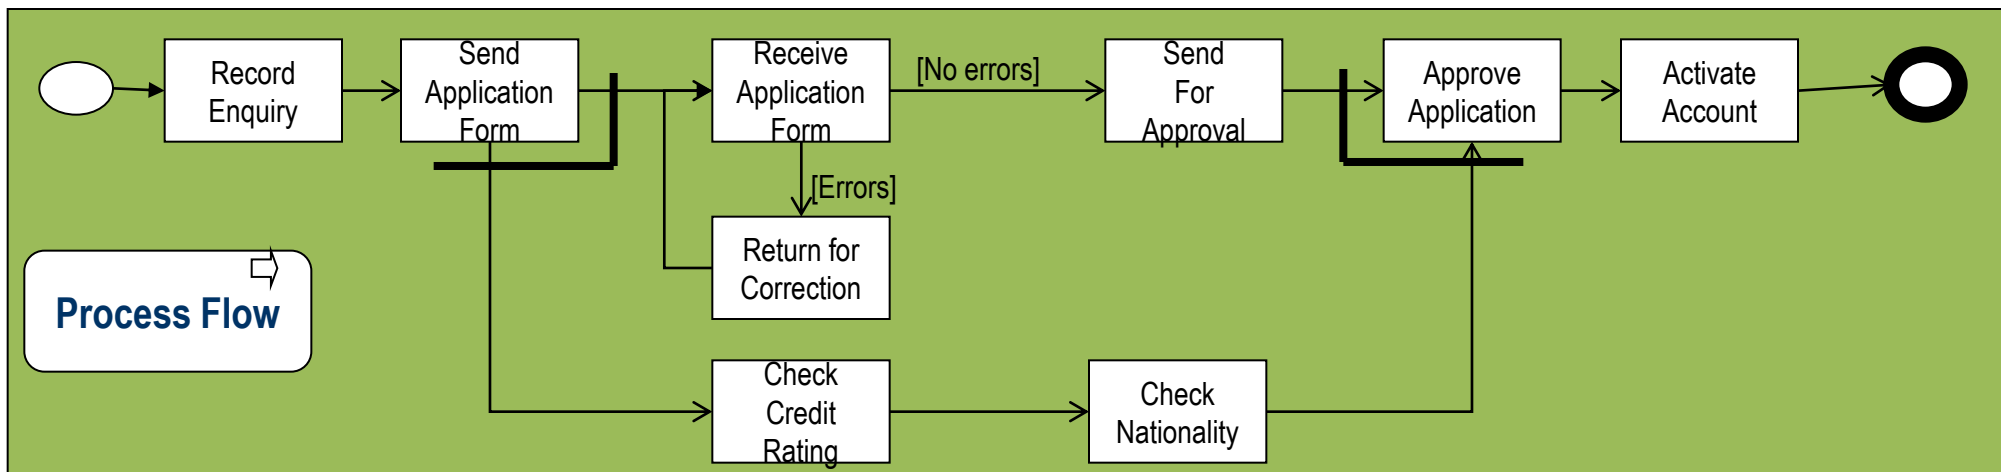 Record
Enquiry
Send
Application
Form
Receive
Application
Form
[No errors]
Send
For
Approval
Approve
Application
Activate
Account
[Errors]
Return for
Correction
Process Flow
Check
Credit
Rating
Check
Nationality